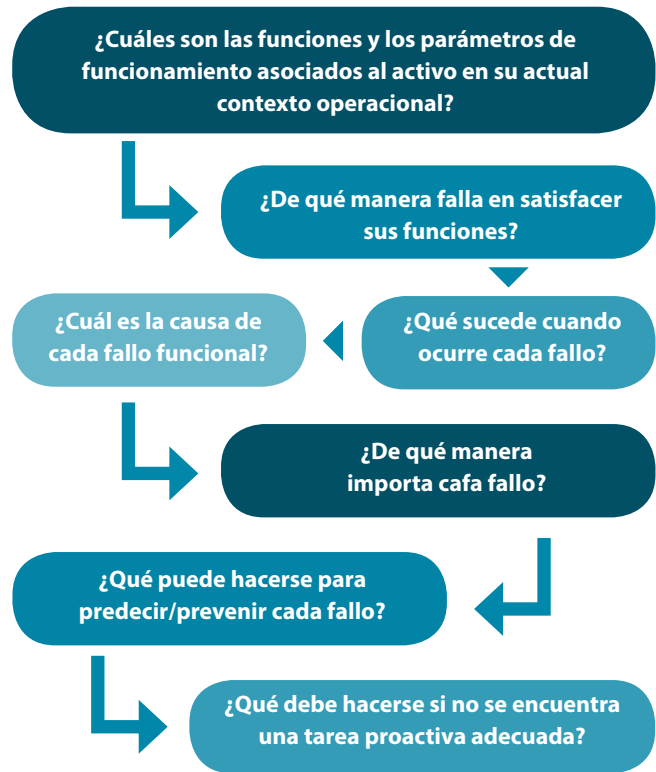 ¿Cuáles son las funciones y los parámetros de
funcionamiento asociados al activo en su actual
contexto operacional?
¿De qué manera falla en satisfacer
sus funciones?
¿Qué sucede cuando
ocurre cada fallo?
¿Cuál es la causa de
cada fallo funcional?
¿De qué manera
importa cafa fallo?
¿Qué puede hacerse para
predecir/prevenir cada fallo?
¿Qué debe hacerse si no se encuentra
una tarea proactiva adecuada?